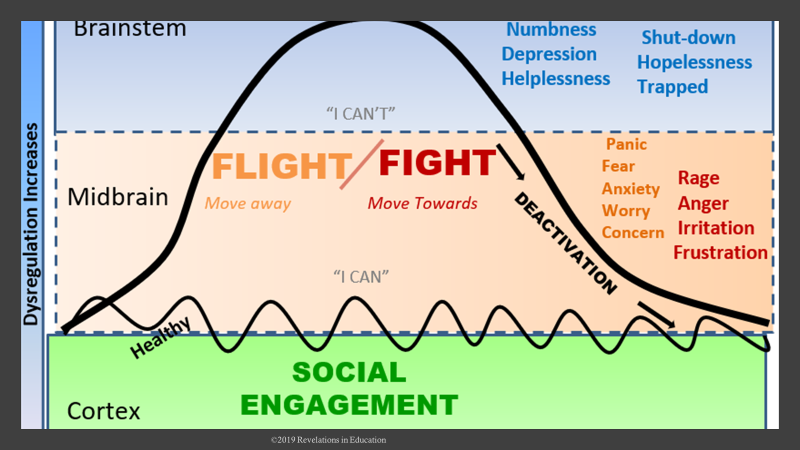 Brainstem
Numbness
Depression
Helplessness
Shut-down
Hopelessness
Trapped
"I CAN'T"
Dysregulation Increases
Midbrain
FLIGHT/FIGHT
Move away
Move Towards
DEACTIVATION
Panic
Fear
Anxiety
Worry
Concern
Rage
Anger
Irritation
Frustration
"I CAN"
Healthy
SOCIAL
ENGAGEMENT
Cortex
©2019 Revelations in Education